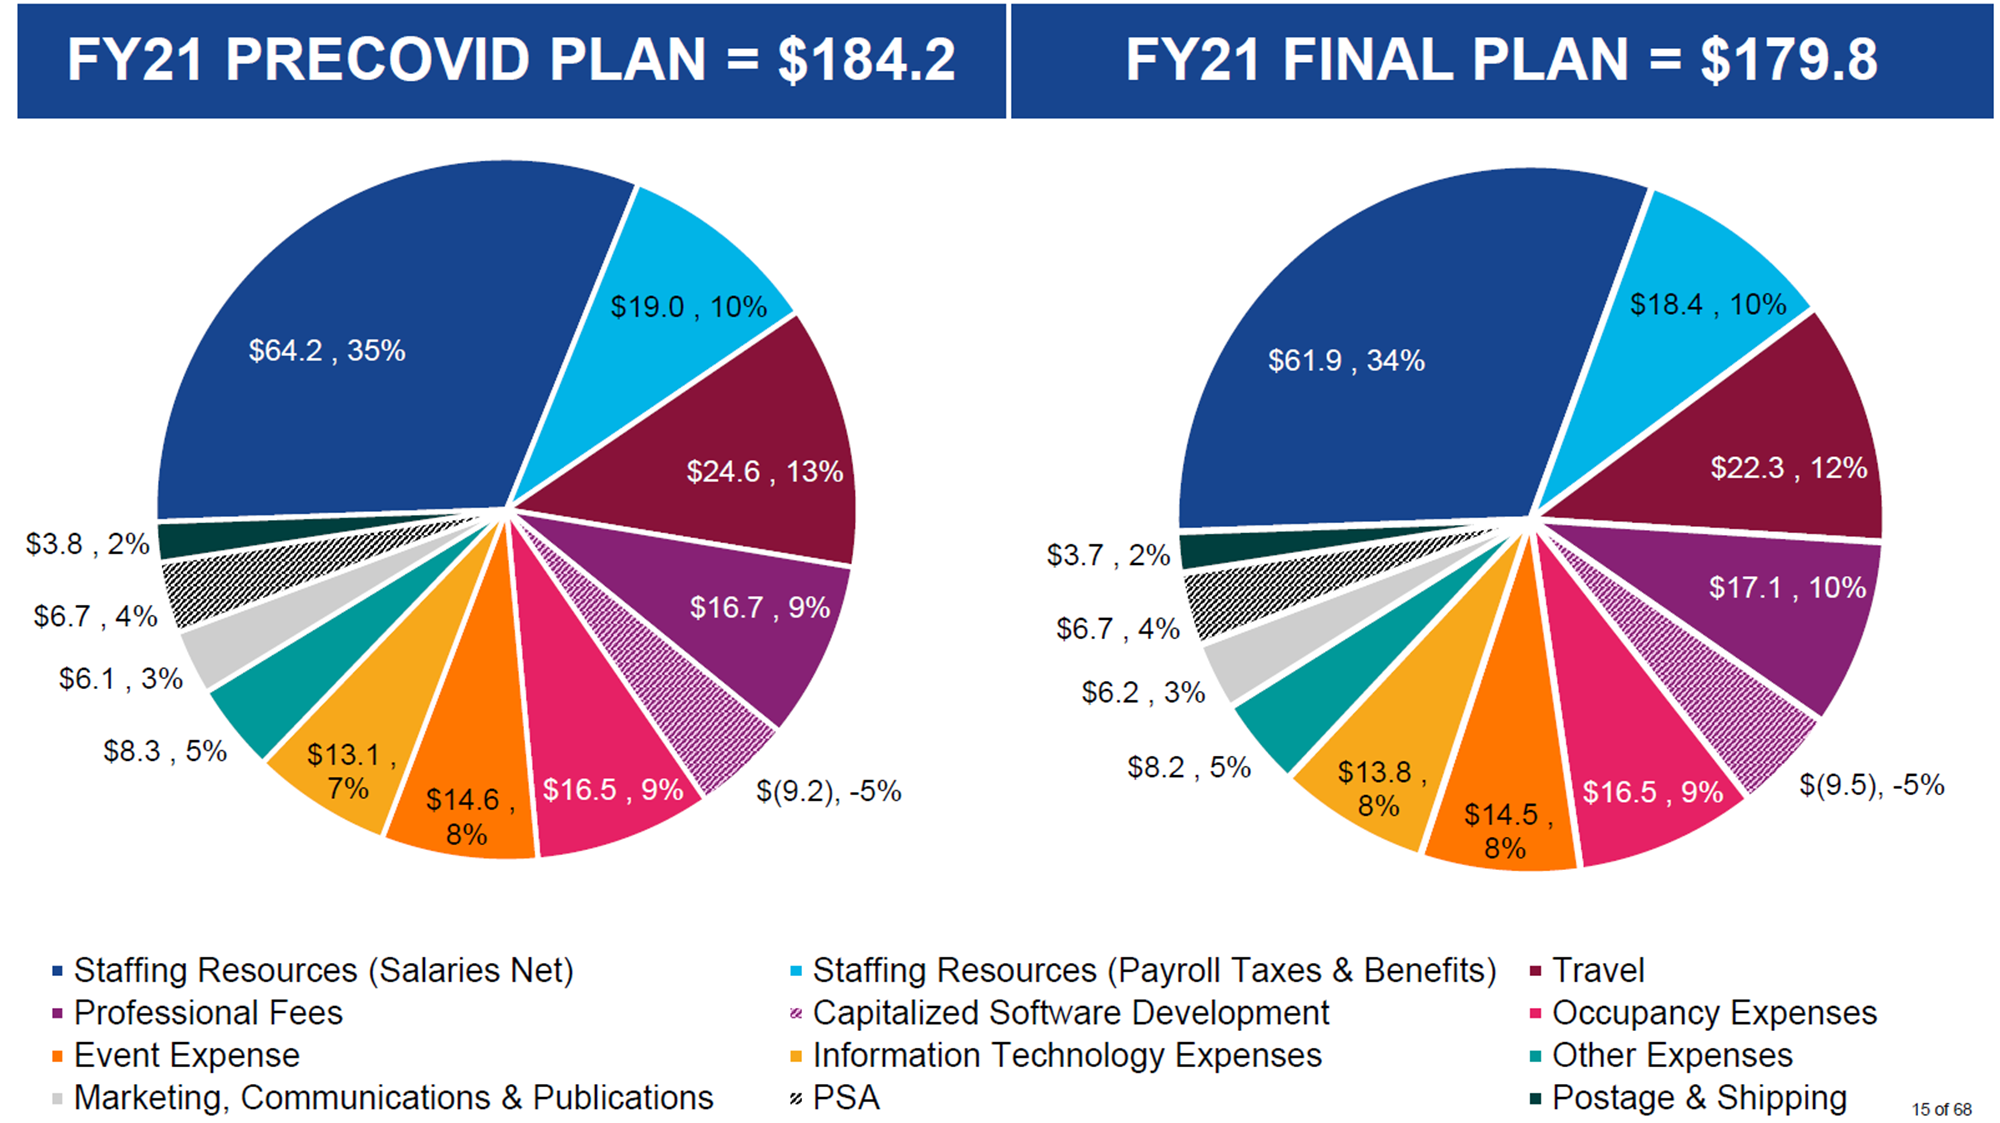 FY21 PRECOVID PLAN = $184.2
FY21 FINAL PLAN = $179.8
$64.2 , 35%
$19.0 , 10%
$24.6 , 13%
$16.7 , 9%
$(9.2), -5%
$16.5 , 9%
$14.6 ,
8%
$13.1 ,
7%
$8.3 , 5%
$6.1 , 3%
$6.7 , 4%
$3.8 , 2%
$61.9 , 34%
$18.4 , 10%
$22.3 , 12%
$17.1 , 10%
$(9.5), -5%
$16.5 , 9%
$14.5 ,
8%
$13.8 ,
8%
$8.2 , 5%
$6.2 , 3%
$6.7 , 4%
$3.7 , 2%
Staffing Resources (Salaries Net)
Staffing Resources (Payroll Taxes & Benefits)
Travel
Professional Fees
Capitalized Software Development
Occupancy Expenses
Event Expense
Information Technology Expenses
Other Expenses
Marketing, Communications & Publications
PSA
Postage & Shipping
15 of 68